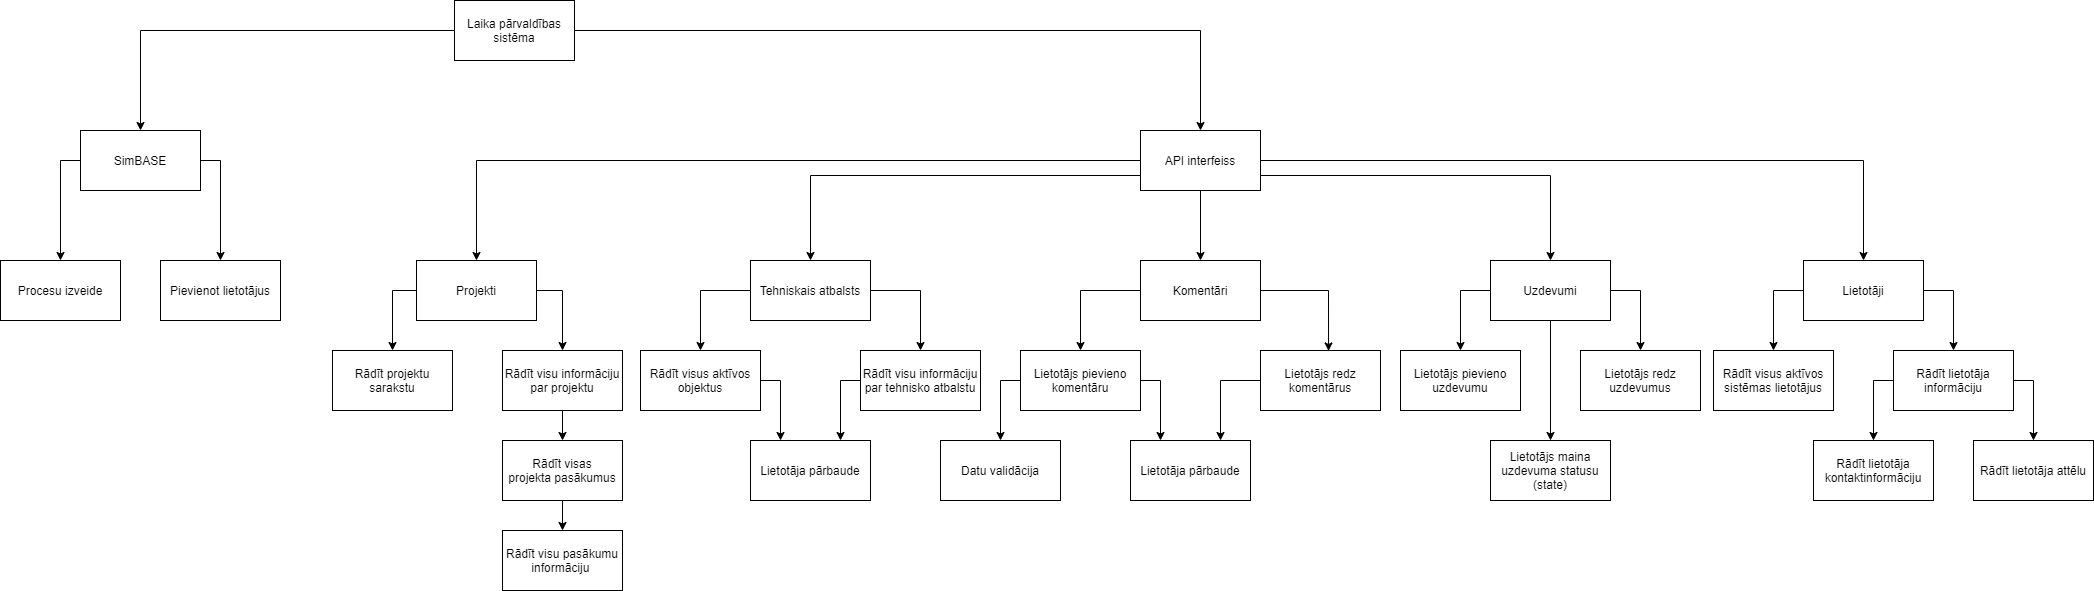 Laika pārvaldības
sistēma
SimBASE
API interfeiss
Procesu izveide
Pievienot lietotājus
Projekti
Tehniskais atbalsts
Komentāri
Uzdevumi
Lietotāji
Rādīt projektu
sarakstu
Rādīt visu informāciju
par projektu
Rādīt visus aktīvos
objektus
Rādīt visu informāciju
par tehnisko atbalstu
Lietotājs pievieno
komentāru
Lietotājs redz
komentārus
Lietotājs pievieno
uzdevumu
Lietotājs redz
uzdevumus
Rādīt visus aktīvos
sistēmas lietotājus
Rādīt lietotāja
informāciju
Rādīt visas
projekta pasākumus
Lietotāja pārbaude
Datu validācija
Lietotāja pārbaude
Lietotājs maina
uzdevuma statusu
(state)
Rādīt lietotāja
kontaktinformāciju
Rādīt lietotāja attēlu
Rādīt visu pasākumu
informāciju